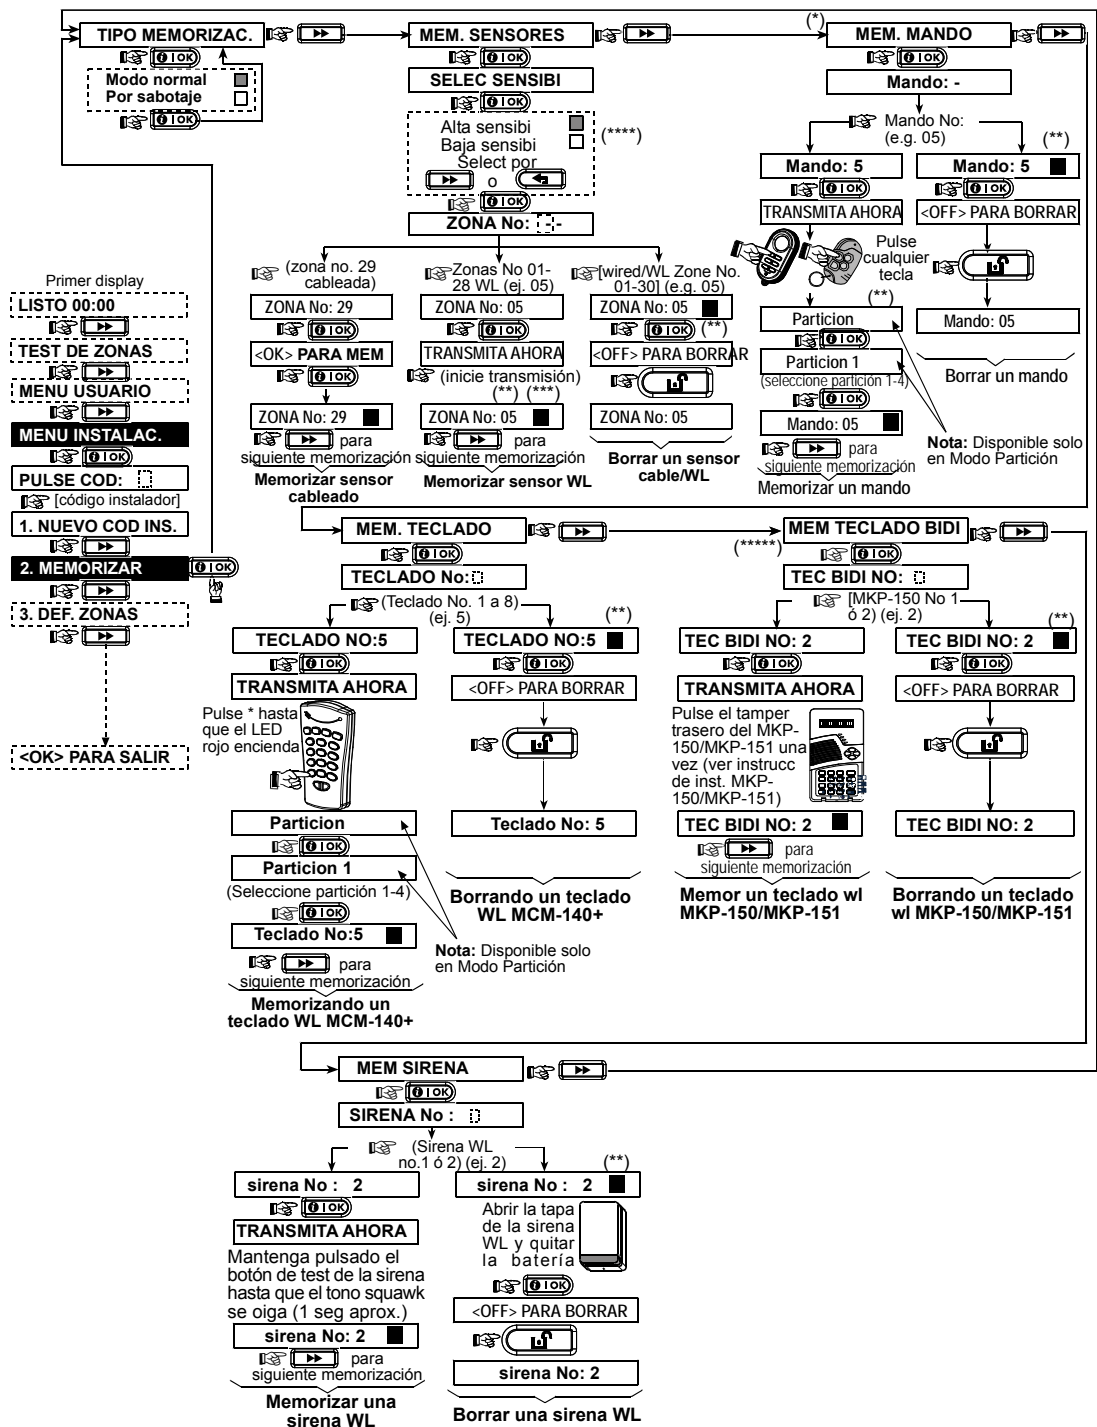 TIPO MEMORIZAC.
Modo normal
Por sabotaje
MEM. SENSORES
SELEC SENSIBI
Alta sensibi
Baja sensibi
(****)
Select por
o
ZONA No: - -
(zona no. 29
cableada)
ZONA No: 29
<OK> PARA MEM
ZONA No: 29
para
siguiente memorización
Memorizar sensor
cableado
Zonas No 01-
28 WL (ej. 05)
ZONA No: 05
TRANSMITA AHORA
(inicie transmisión)
(**) (***)
ZONA No: 05
para
siguiente memorización
Memorizar sensor WL
[wired/WL Zone No.
01-30] (e.g. 05)
ZONA No: 05
(**)
<OFF> PARA BORRAR
ZONA No: 05
Borrar un sensor
cable/WL
(*)
MEM. MANDO
Mando: -
Mando No:
(e.g. 05)
Mando: 5
TRANSMITA AHORA
Pulse
cualquier
tecla
(**)
Particion
Particion 1
(seleccione partición 1-4)
Mando: 05
para
siguiente memorización
Memorizar un mando
(**)
Mando: 5
<OFF> PARA BORRAR
Mando: 05
Borrar un mando
Nota: Disponible solo
en Modo Partición
Primer display
LISTO 00:00
TEST DE ZONAS
MENU USUARIO
MENU INSTALAC.
PULSE COD:
[código instalador]
1. NUEVO COD INS.
2. MEMORIZAR
3. DEF. ZONAS
<OK> PARA SALIR
MEM. TECLADO
TECLADO No:
(Teclado No. 1 a 8)
(ej. 5)
TECLADO NO:5
TRANSMITA AHORA
Pulse * hasta
que el LED
rojo encienda
Particion
Particion 1
(Seleccione partición 1-4)
Teclado No:5
para
siguiente memorización
Memorizando un
teclado WL MCM-140+
(**)
TECLADO NO:5
<OFF> PARA BORRAR
Teclado No: 5
Borrando un teclado
WL MCM-140+
Nota: Disponible solo
en Modo Partición
MEM TECLADO BIDI
(*****)
TEC BIDI NO:
[MKP-150 No 1
ó 2) (ej. 2)
TEC BIDI NO: 2
TRANSMITA AHORA
Pulse el tamper
trasero del MKP-
150/MKP-151 una
vez (ver instrucc
de inst. MKP-
150/MKP-151)
TEC BIDI NO: 2
para
siguiente memorización
Memor un teclado wl
MKP-150/MKP-151
TEC BIDI NO: 2
(**)
<OFF> PARA BORRAR
TEC BIDI NO: 2
Borrando un teclado
wl MKP-150/MKP-151
MEM SIRENA
SIRENA No :
(Sirena WL
no.1 ó 2) (ej. 2)
sirena No : 2
TRANSMITA AHORA
Mantenga pulsado el
botón de test de la sirena
hasta que el tono squawk
se oiga (1 seg aprox.)
sirena No: 2
para
siguiente memorización
Memorizar una
sirena WL
(**)
sirena No : 2
Abrir la tapa
de la sirena
WL y quitar
la batería
<OFF> PARA BORRAR
sirena No: 2
Borrar una sirena WL